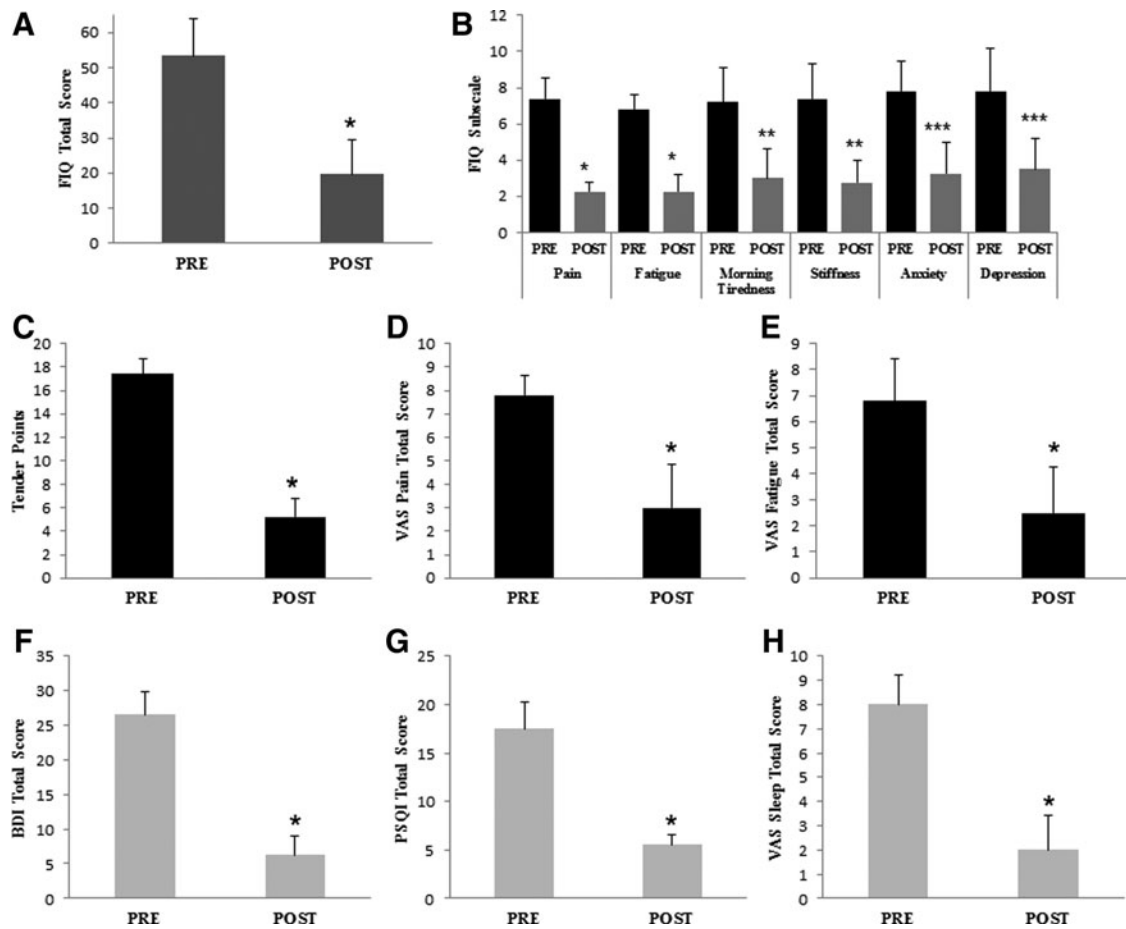 A
FIQ Total Score
60
50
40
30
20
10
0
*
PRE POST
B
FIQ Subscale
12
10
8
6
4
2
0
* * ** ** *** ***
PRE POST PRE POST PRE POST PRE POST PRE POST PRE POST
Pain Fatigue Morning Stiffness Anxiety Depression
Tiredness
C
Tender Points
20
18
16
14
12
10
8
6
4
2
0
*
PRE POST
D
VAS Pain Total Score
10
9
8
7
6
5
4
3
2
1
0
*
PRE POST
E
VAS Fatigue Total Score
9
8
7
6
5
4
3
2
1
0
*
PRE POST
F
BDI Total Score
35
30
25
20
15
10
5
0
*
PRE POST
G
PSQI Total Score
25
20
15
10
5
0
*
PRE POST
H
VAS Sleep Total Score
10
9
8
7
6
5
4
3
2
1
0
*
PRE POST